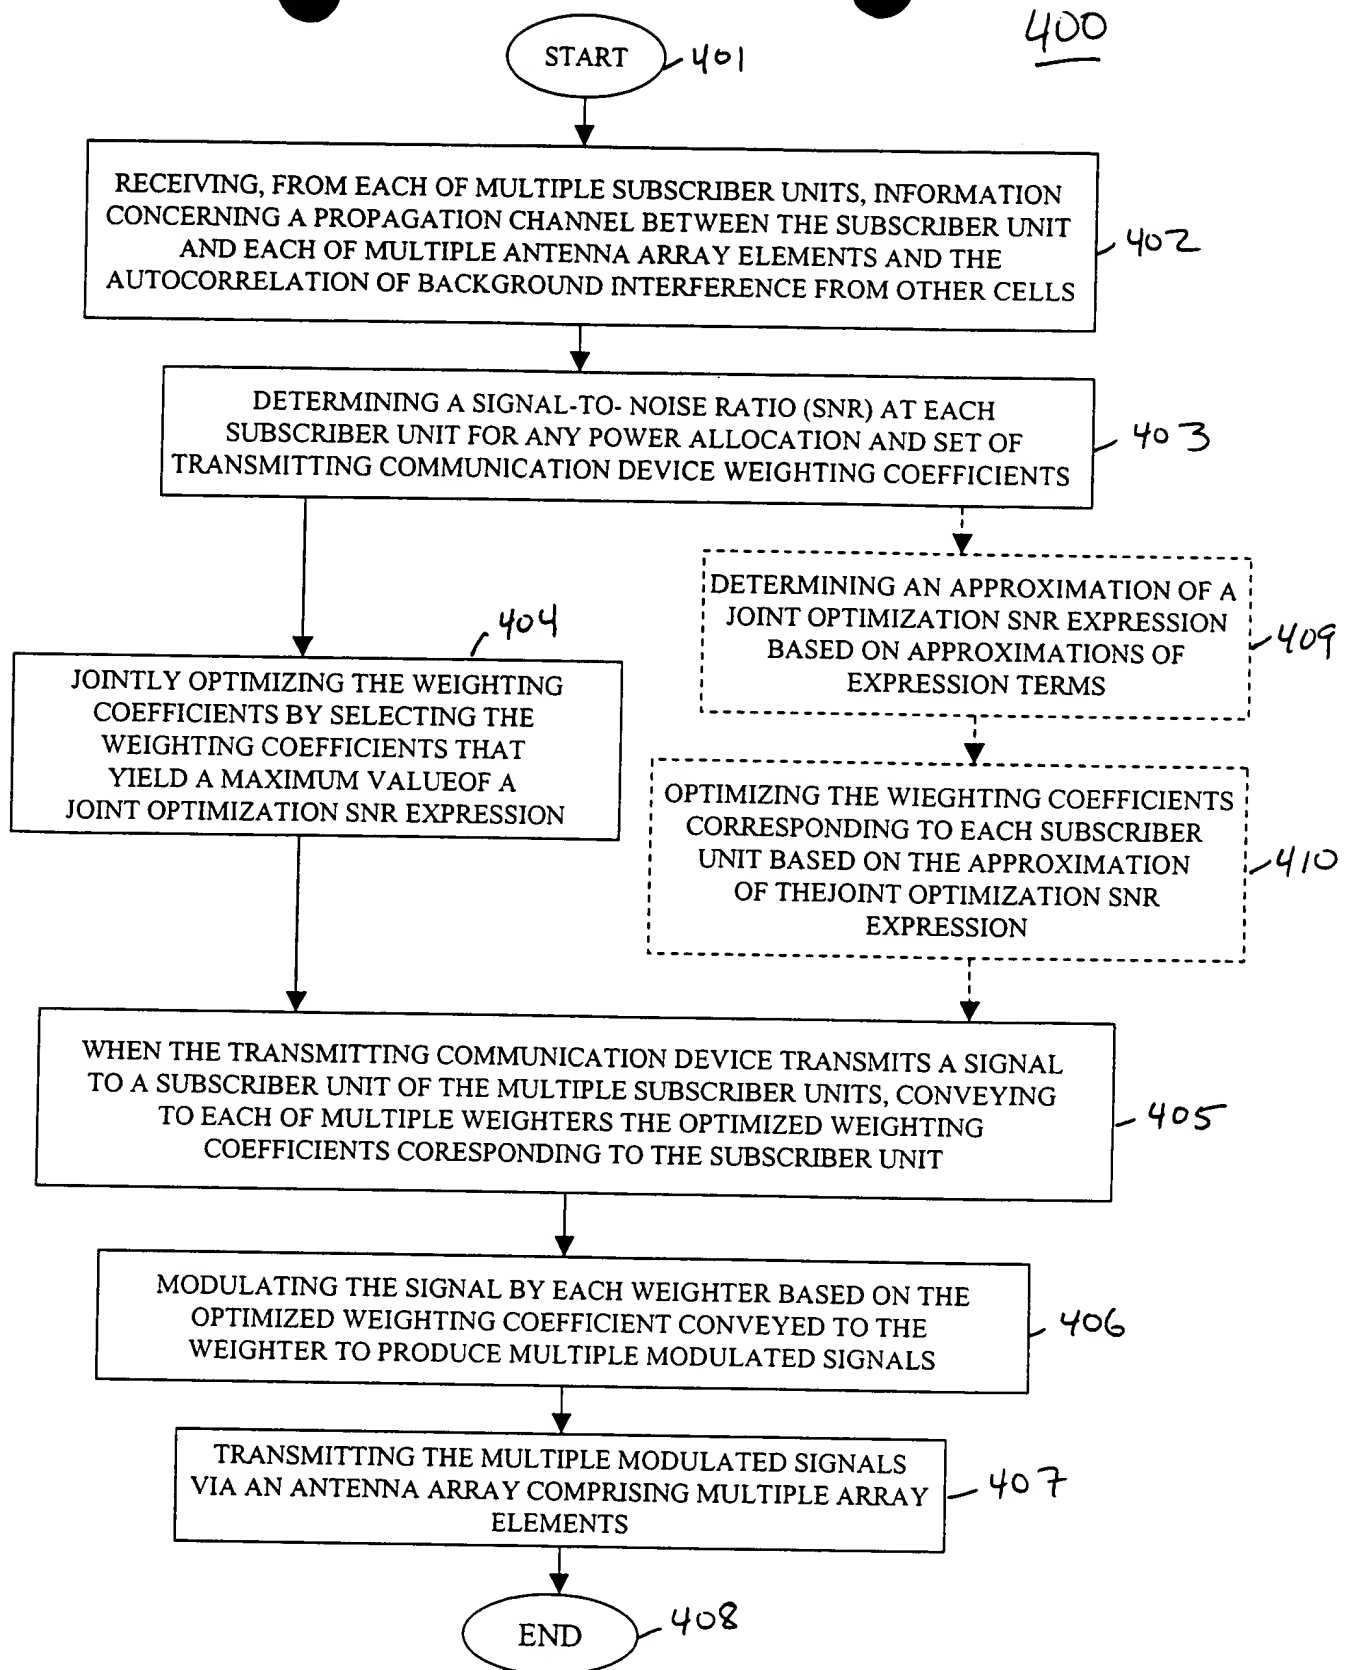 400
START
401
RECEIVING, FROM EACH OF MULTIPLE SUBSCRIBER UNITS, INFORMATION
CONCERNING A PROPAGATION CHANNEL BETWEEN THE SUBSCRIBER UNIT
AND EACH OF MULTIPLE ANTENNA ARRAY ELEMENTS AND THE
AUTOCORRELATION OF BACKGROUND INTERFERENCE FROM OTHER CELLS
402
DETERMINING A SIGNAL-TO- NOISE RATIO (SNR) AT EACH
SUBSCRIBER UNIT FOR ANY POWER ALLOCATION AND SET OF
TRANSMITTING COMMUNICATION DEVICE WEIGHTING COEFFICIENTS
403
404
JOINTLY OPTIMIZING THE WEIGHTING
COEFFICIENTS BY SELECTING THE
WEIGHTING COEFFICIENTS THAT
YIELD A MAXIMUM VALUEOF A
JOINT OPTIMIZATION SNR EXPRESSION
DETERMINING AN APPROXIMATION OF A
JOINT OPTIMIZATION SNR EXPRESSION
BASED ON APPROXIMATIONS OF
EXPRESSION TERMS
409
OPTIMIZING THE WIEGHTING COEFFICIENTS
CORRESPONDING TO EACH SUBSCRIBER
UNIT BASED ON THE APPROXIMATION
OF THEJOINT OPTIMIZATION SNR
EXPRESSION
410
WHEN THE TRANSMITTING COMMUNICATION DEVICE TRANSMITS A SIGNAL
TO A SUBSCRIBER UNIT OF THE MULTIPLE SUBSCRIBER UNITS, CONVEYING
TO EACH OF MULTIPLE WEIGHTERS THE OPTIMIZED WEIGHTING
COEFFICIENTS CORESPONDING TO THE SUBSCRIBER UNIT
405
MODULATING THE SIGNAL BY EACH WEIGHTER BASED ON THE
OPTIMIZED WEIGHTING COEFFICIENT CONVEYED TO THE
WEIGHTER TO PRODUCE MULTIPLE MODULATED SIGNALS
406
TRANSMITTING THE MULTIPLE MODULATED SIGNALS
VIA AN ANTENNA ARRAY COMPRISING MULTIPLE ARRAY
ELEMENTS
407
END
408